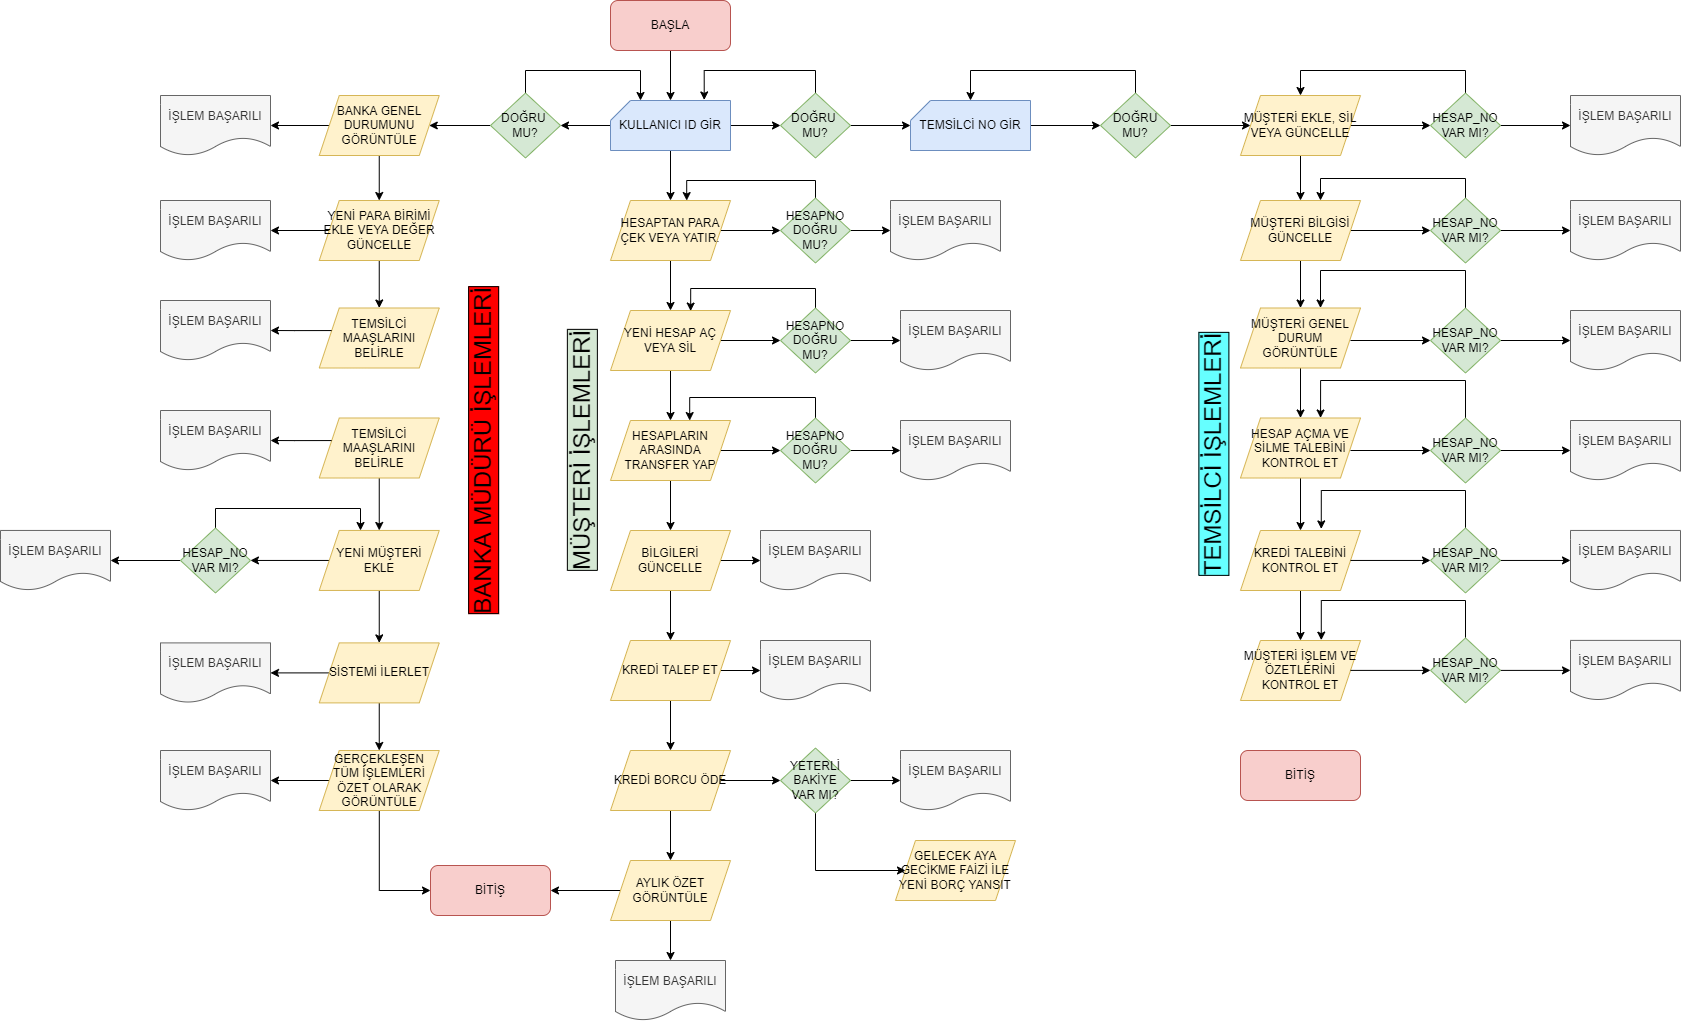 BAŞLA
İŞLEM BAŞARILI
BANKA GENEL
DURUMUNU
GÖRÜNTÜLE
DOĞRU
MU?
KULLANICI ID GİR
DOĞRU
MU?
TEMSİLCİ NO GİR
DOĞRU
MU?
MÜŞTERİ EKLE, SİL
VEYA GÜNCELLE
HESAP_NO
VAR MI?
İŞLEM BAŞARILI
İŞLEM BAŞARILI
YENİ PARA BİRİMİ
EKLE VEYA DEĞER
GÜNCELLE
HESAPTAN PARA
ÇEK VEYA YATIR.
HESAPNO
DOĞRU
MU?
İŞLEM BAŞARILI
MÜŞTERİ BİLGİSİ
GÜNCELLE
HESAP_NO
VAR MI?
İŞLEM BAŞARILI
İŞLEM BAŞARILI
TEMSİLCİ
MAAŞLARINI
BELİRLE
YENİ HESAP AÇ
VEYA SİL
HESAPNO
DOĞRU
MU?
İŞLEM BAŞARILI
MÜŞTERİ GENEL
DURUM
GÖRÜNTÜLE
HESAP_NO
VAR MI?
İŞLEM BAŞARILI
BANKA MÜDÜRÜ İŞLEMLERİ
MÜŞTERİ İŞLEMLERİ
TEMSİLCİ İŞLEMLERİ
İŞLEM BAŞARILI
TEMSİLCİ
MAAŞLARINI
BELİRLE
HESAPLARIN
ARASINDA
TRANSFER YAP
HESAPNO
DOĞRU
MU?
İŞLEM BAŞARILI
HESAP AÇMA VE
SİLME TALEBİNİ
KONTROL ET
HESAP_NO
VAR MI?
İŞLEM BAŞARILI
İŞLEM BAŞARILI
HESAP_NO
VAR MI?
YENİ MÜŞTERİ
EKLE
BİLGİLERİ
GÜNCELLE
İŞLEM BAŞARILI
KREDİ TALEBİNİ
KONTROL ET
HESAP_NO
VAR MI?
İŞLEM BAŞARILI
İŞLEM BAŞARILI
SİSTEMİ İLERLET
KREDİ TALEP ET
İŞLEM BAŞARILI
MÜŞTERİ İŞLEM VE
ÖZETLERİNİ
KONTROL ET
HESAP_NO
VAR MI?
İŞLEM BAŞARILI
İŞLEM BAŞARILI
GERÇEKLEŞEN
TÜM İŞLEMLERİ
ÖZET OLARAK
GÖRÜNTÜLE
KREDİ BORCU ÖDE
YETERLİ
BAKİYE
VAR MI?
İŞLEM BAŞARILI
BİTİŞ
GELECEK AYA
GECİKME FAİZİ İLE
YENİ BORÇ YANSIT
BİTİŞ
AYLIK ÖZET
GÖRÜNTÜLE
İŞLEM BAŞARILI